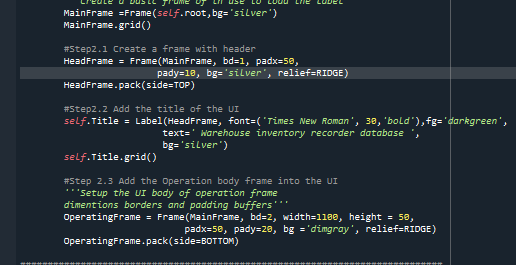 Create a basic frame of in use to load the label
MainFrame =Frame(self.root,bg='silver')
MainFrame.grid()
#Step2.1 Create a frame with header
HeadFrame = Frame(MainFrame, bd=1, padx=50,
pady=10, bg='silver', relief=RIDGE)
HeadFrame.pack(side=TOP)
#Step2.2 Add the title of the UI
self.Title = Label(HeadFrame, font=('Times New Roman', 30,'bold'),fg='darkgreen',
text=' Warehouse inventory recorder database ',
bg='silver')
self.Title.grid()
#Step 2.3 Add the Operation body frame into the UI
'''Setup the UI body of operation frame
dimentions borders and padding buffers'''
OperatingFrame = Frame(MainFrame, bd=2, width=1100, height = 50,
padx=50, pady=20, bg ='dimgray', relief=RIDGE)
OperatingFrame.pack(side=BOTTOM)